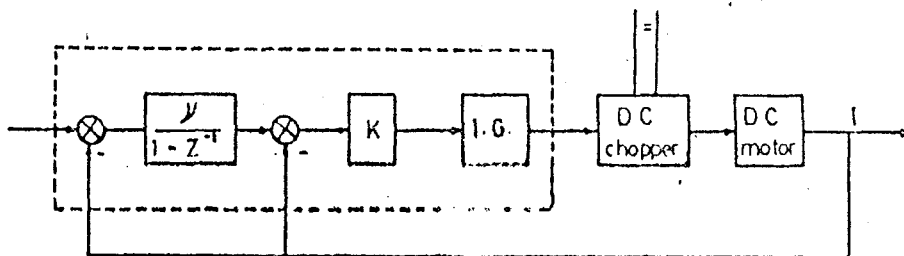 ν
1 - Z⁻¹
-
-
K
I.G.
=
DC
chopper
DC
motor
I